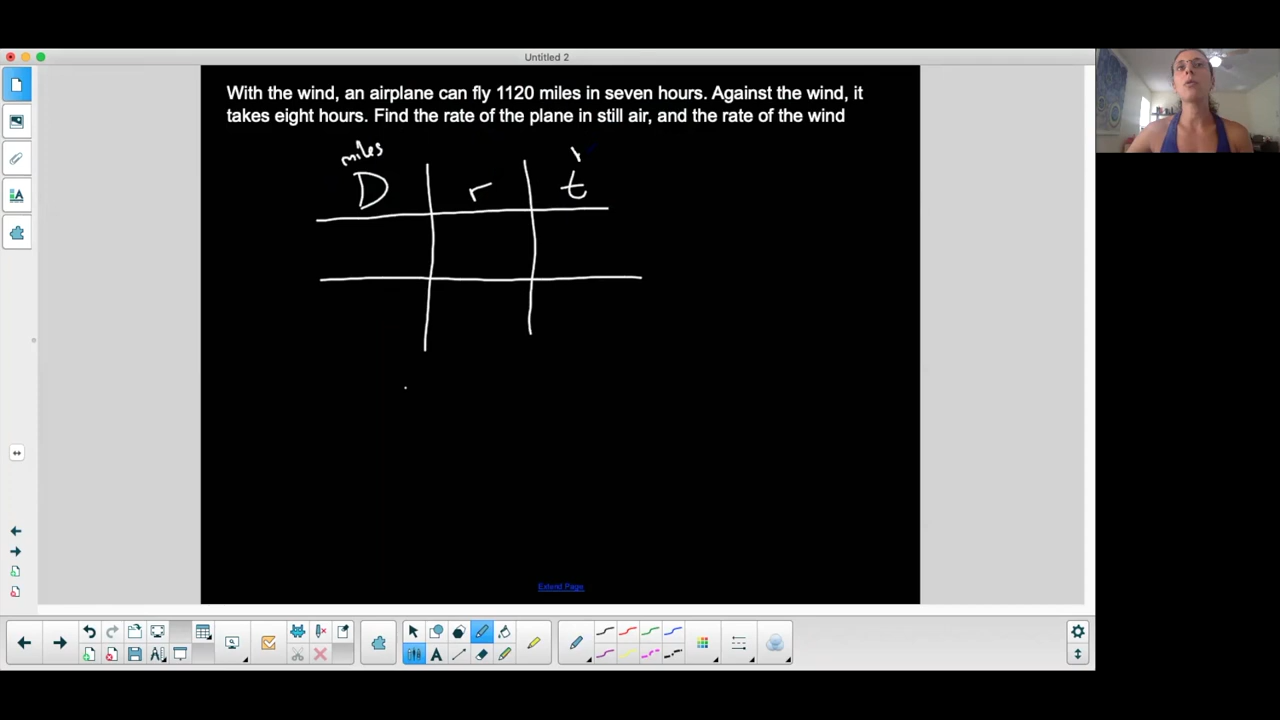 Untitled 2
With the wind, an airplane can fly 1120 miles in seven hours. Against the wind, it
takes eight hours. Find the rate of the plane in still air, and the rate of the wind
miles
D r t
Extend Page